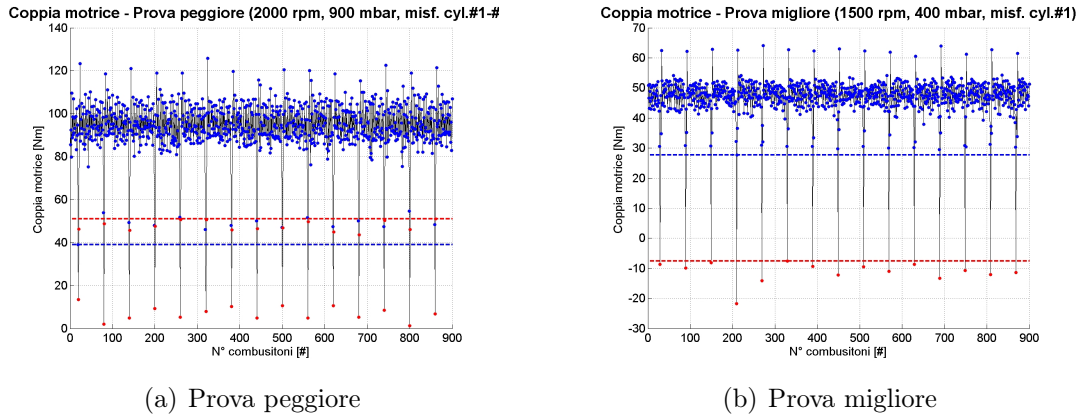 Coppia motrice - Prova peggiore (2000 rpm, 900 mbar, misf. cyl.#1-#
140
120
100
80
60
40
20
0
Coppia motrice [Nm]
0 100 200 300 400 500 600 700 800 900
N° combusitoni [#]
(a) Prova peggiore
Coppia motrice - Prova migliore (1500 rpm, 400 mbar, misf. cyl.#1)
70
60
50
40
30
20
10
0
-10
-20
-30
Coppia motrice [Nm]
0 100 200 300 400 500 600 700 800 900
N° combusitoni [#]
(b) Prova migliore